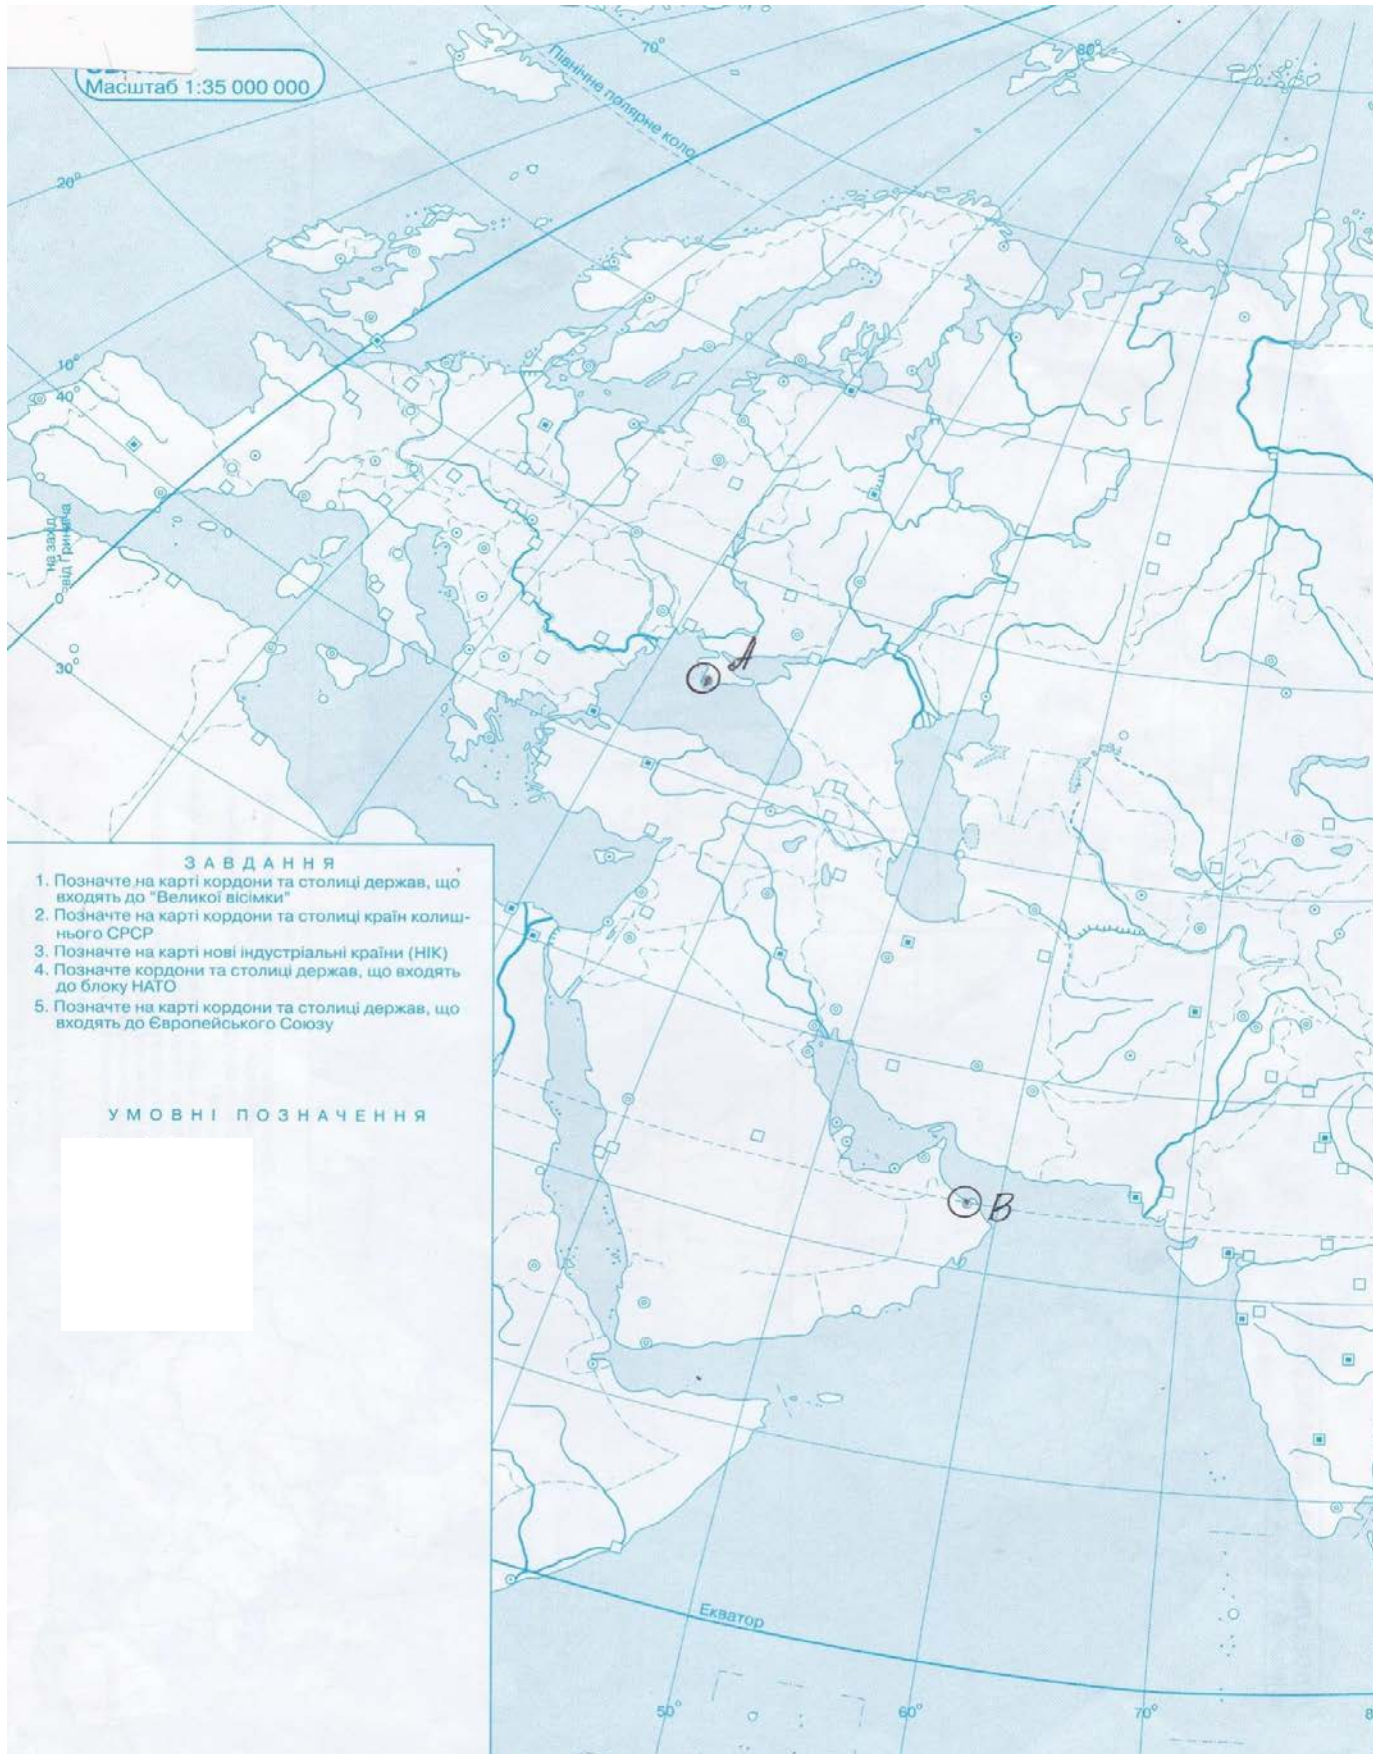 Масштаб 1:35 000 000
70°
80°
Північне полярне коло
20°
10°
40°
на захід
від Гринвіча
0°
30°
А
В
ЗАВДАННЯ
1. Позначте на карті кордони та столиці держав, що
входять до "Великої вісімки"
2. Позначте на карті кордони та столиці країн колиш-
нього СРСР
3. Позначте на карті нові індустріальні країни (НІК)
4. Позначте кордони та столиці держав, що входять
до блоку НАТО
5. Позначте на карті кордони та столиці держав, що
входять до Європейського Союзу
УМОВНІ ПОЗНАЧЕННЯ
Екватор
50°
60°
70°
8